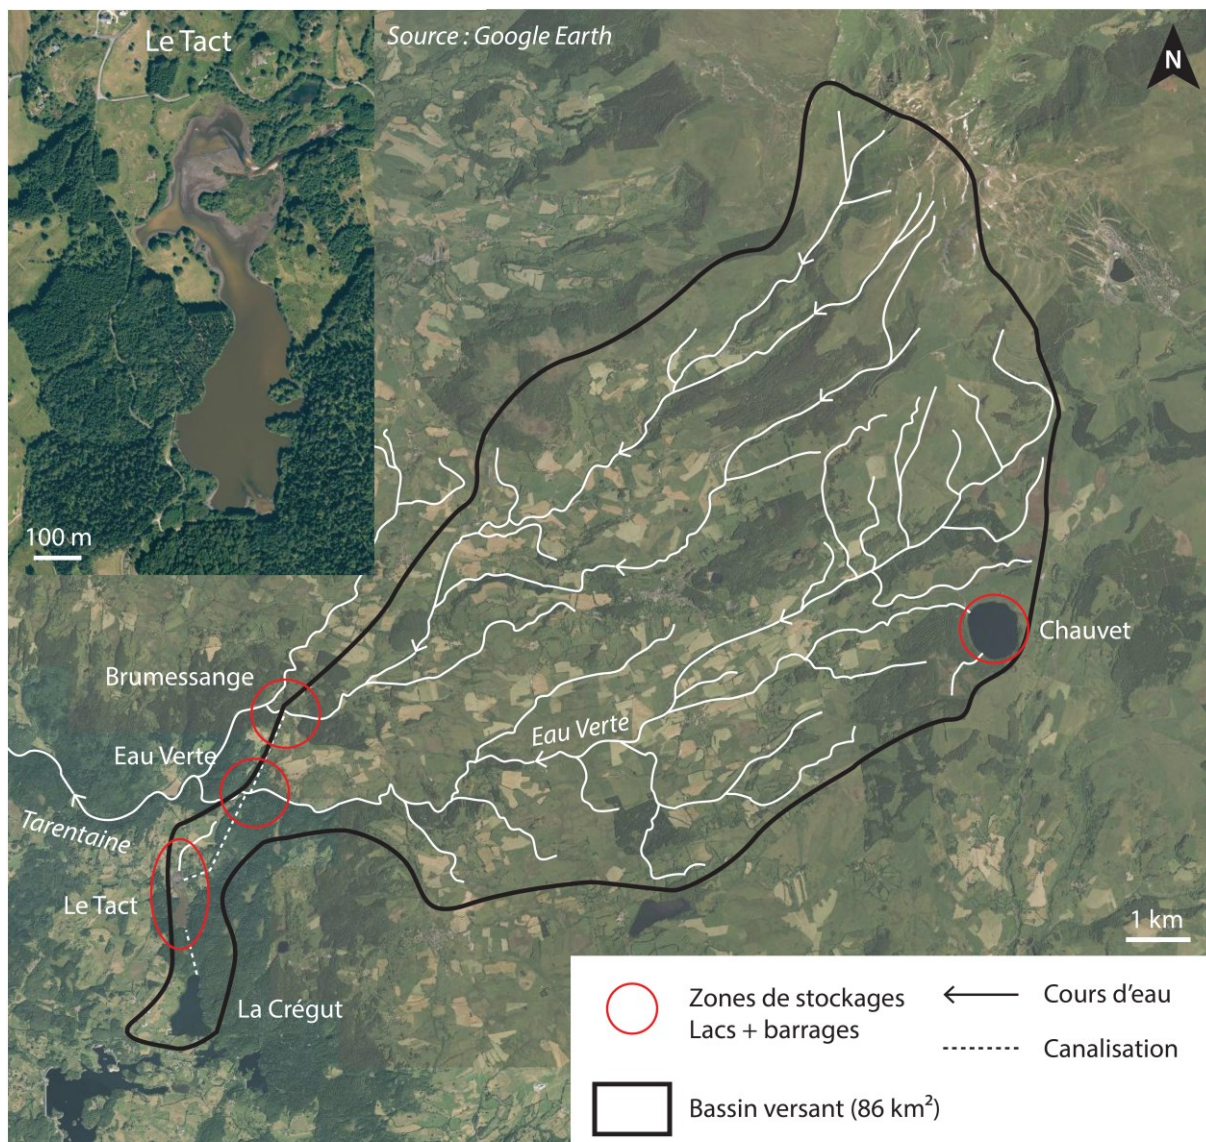 Le Tact
Source : Google Earth
N
100 m
Chauvet
Brumessange
Eau Verte
Eau Verte
Tarentaine
Le Tact
1 km
La Crégut
Zones de stockages
Lacs + barrages
Cours d'eau
Canalisation
Bassin versant (86 km²)